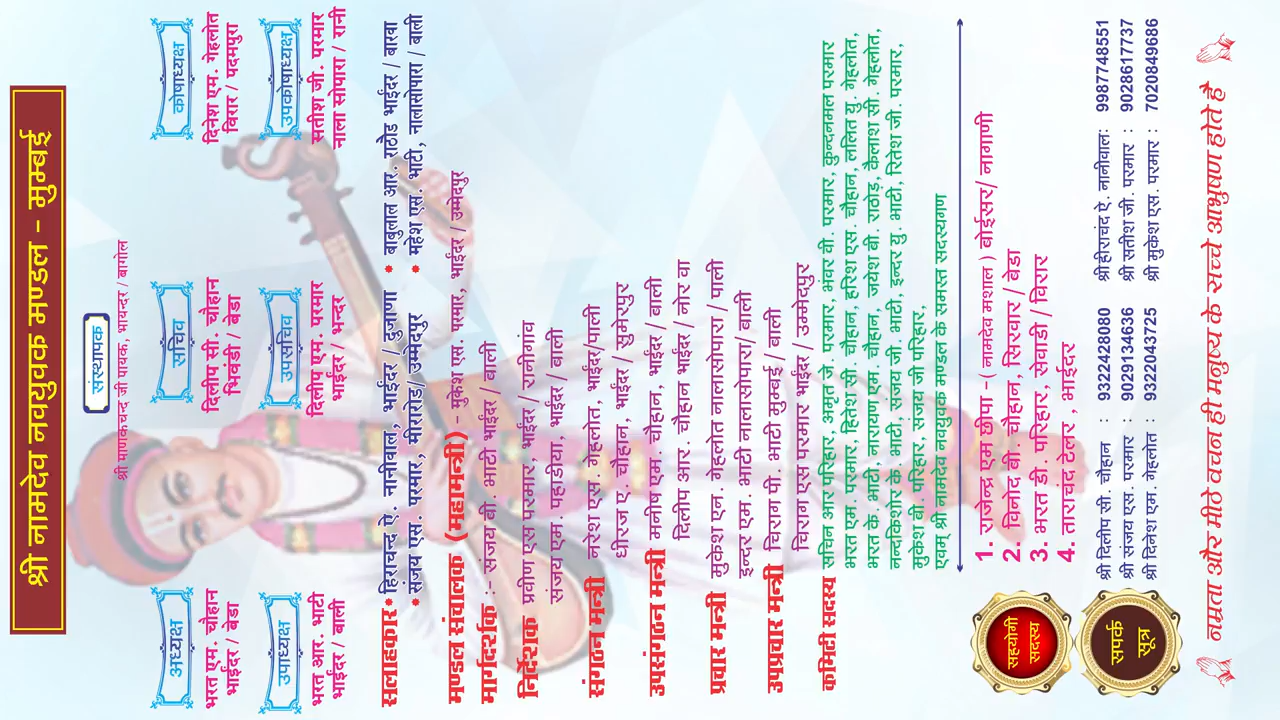 श्री नामदेव नवयुवक मण्डल - मुम्बई
संस्थापक
श्री माणकचन्द जी पावक, भायन्दर / बागोल
अध्यक्ष
भरत एम. चौहान
भाईंदर / बेडा
सचिव
दिलीप सी. चौहान
भिवंडी / बेडा
कोषाध्यक्ष
दिनेश एम. गेहलोत
विरार / पदमपुरा
उपाध्यक्ष
भरत आर. भाटी
भाईंदर / बाली
उपसचिव
दिलीप एम. परमार
भाईंदर / भन्दर
उपकोषाध्यक्ष
सतीश जी. परमार
नाला सोपारा / रानी
सलाहकार • हिराचन्द ऐ. नानीवाल, भाईंदर / दुजाणा • बाबुलाल आर. राठौड भाईंदर / बारवा
• संजय एस. परमार, मीरारोड/ उम्मेदपुर • महेश एस. भाटी, नालासोपारा / बाली
मण्डल संचालक (महामन्त्री) - मुकेश एस. परमार, भाईंदर / उम्मेदपुर
मार्गदर्शक :- संजय बी. भाटी भाईंदर / बाली
निर्देशक प्रवीण एस परमार, भाईंदर / रानीगाव
संजय एम. पहाडीया, भाईंदर / बाली
संगठन मन्त्री नरेश एस. गेहलोत, भाईंदर/पाली
धीरज ए. चौहान, भाईंदर / सुमेरपुर
उपसंगठन मन्त्री मनीष एम. चौहान, भाईंदर / बाली
दिलीप आर. चौहान भाईंदर / नोर वा
प्रचार मन्त्री मुकेश एन. गेहलोत नालासोपारा / पाली
इन्दर एम. भाटी नालासोपारा/ बाली
उपप्रचार मन्त्री चिराग पी. भाटी मुम्बई / बाली
चिराग एस परमार भाईंदर / उम्मेदपुर
कमिटी सदस्य सचिन आर परिहार, अमृत जे. परमार, भंवर वी. परमार, कुन्दनमल परमार
भरत एम. परमार, हितेश सी. चौहान, हरिश एस. चौहान, ललित यु. गेहलोत,
भरत के. भाटी, नारायण एम. चौहान, जयेश बी. राठोड़, कैलाश सी. गेहलोत,
नन्दकिशोर के. भाटी, संजय जी. भाटी, इन्दर यु. भाटी, रितेश जी. परमार,
मुकेश बी. परिहार, संजय जी परिहार,
एवम् श्री नामदेव नवयुवक मण्डल के समस्त सदस्यगण
सहयोगी
सदस्य
1. राजेन्द्र एम छीपा - ( नामदेव मशाल ) बोईसर/ नागाणी
2. विनोद बी. चौहान, सिरवार / बेडा
3. भरत डी. परिहार, सेवाडी / विरार
4. ताराचंद टेलर , भाईंदर
संपर्क
सूत्र
श्री दिलीप सी. चौहान : 9322428080 श्री हीराचंद ऐ. नानीवाल: 9987748551
श्री संजय एस. परमार : 9029134636 श्री सतीश जी. परमार : 9028617737
श्री दिनेश एम. गेहलोत : 9322043725 श्री मुकेश एस. परमार : 7020849686
नम्रता और मीठे वचन ही मनुष्य के सच्चे आभुषण होते है